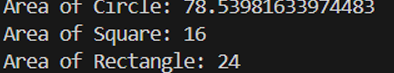 Area of Circle: 78.53981633974483
Area of Square: 16
Area of Rectangle: 24